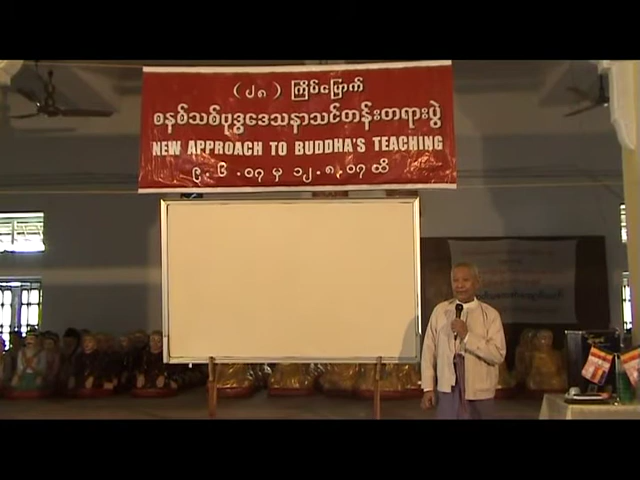 (၂၈) ကြိမ်မြောက်
စနစ်သစ်ဗုဒ္ဓဒေသနာသင်တန်းတရားပွဲ
NEW APPROACH TO BUDDHA'S TEACHING
၉.၆.၀၇ မှ ၁၂.၈.၀၇ ထိ